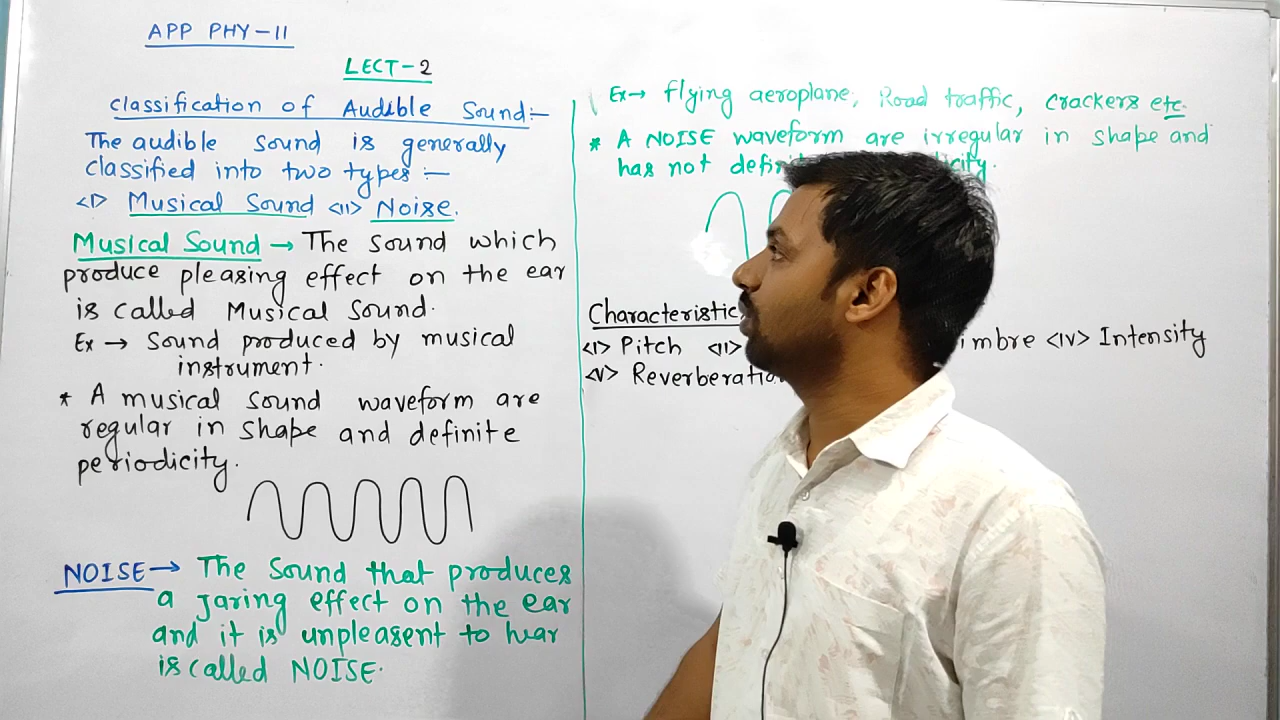 APP PHY-II
LECT-2
Classification of Audible Sound:-
The audible sound is generally
classified into two types:-
<I> Musical Sound <II> Noise.
Musical Sound → The sound which
produce pleasing effect on the ear
is called Musical Sound.
Ex → Sound produced by musical
instrument.
* A musical sound waveform are
regular in shape and definite
periodicity.
NOISE → The sound that produces
a Jaring effect on the ear
and it is unpleasent to hear
is called NOISE.
Ex → flying aeroplane, Road traffic, crackers etc.
* A NOISE waveform are irregular in shape and
has not
Characteristic
<I> Pitch <II> <IV> Intensity
<V>